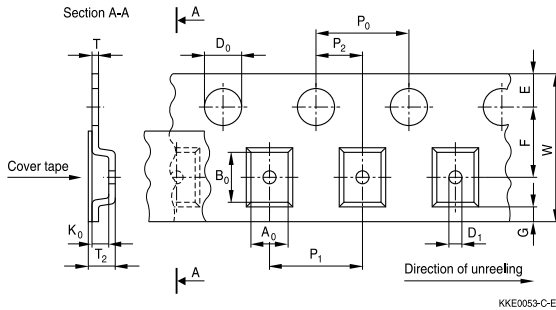 Section A-A
A
P0
T
D0
P2
E
W
F
Cover tape
B0
K0
A0
D1
G
T2
P1
A
Direction of unreeling
KKE0053-C-E